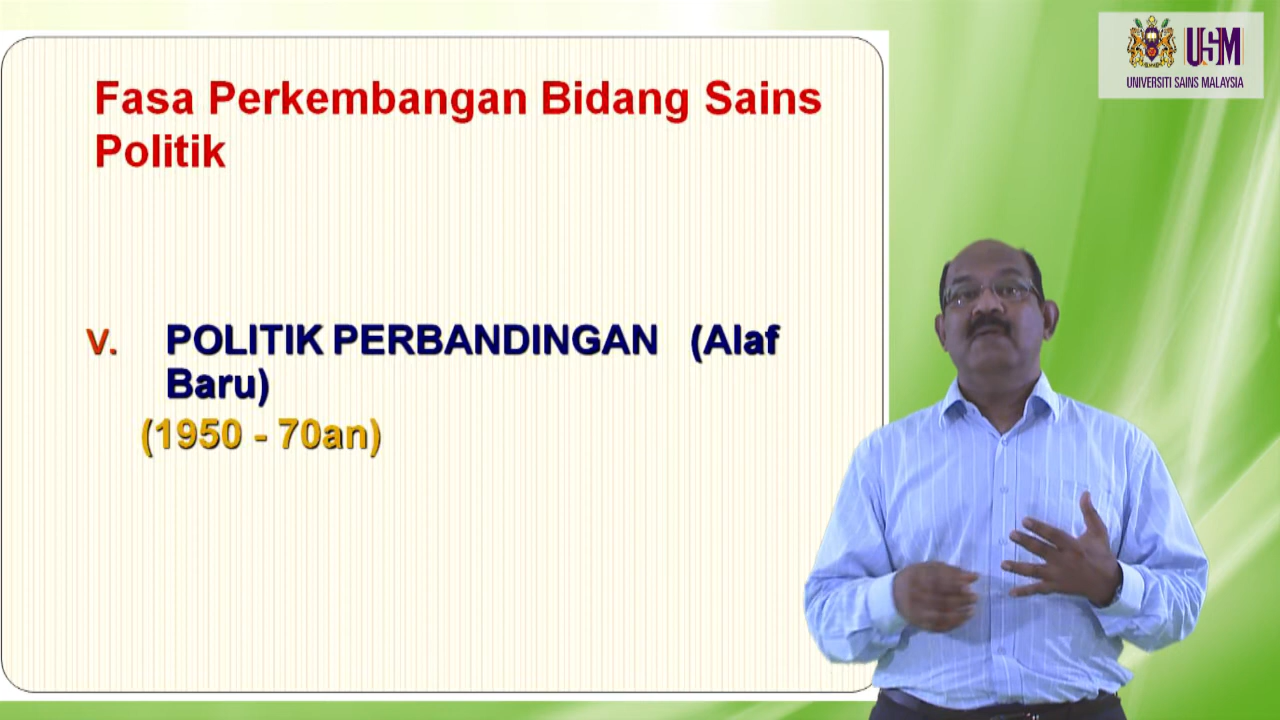 USM
UNIVERSITI SAINS MALAYSIA
Fasa Perkembangan Bidang Sains
Politik
V. POLITIK PERBANDINGAN (Alaf
Baru)
(1950 - 70an)